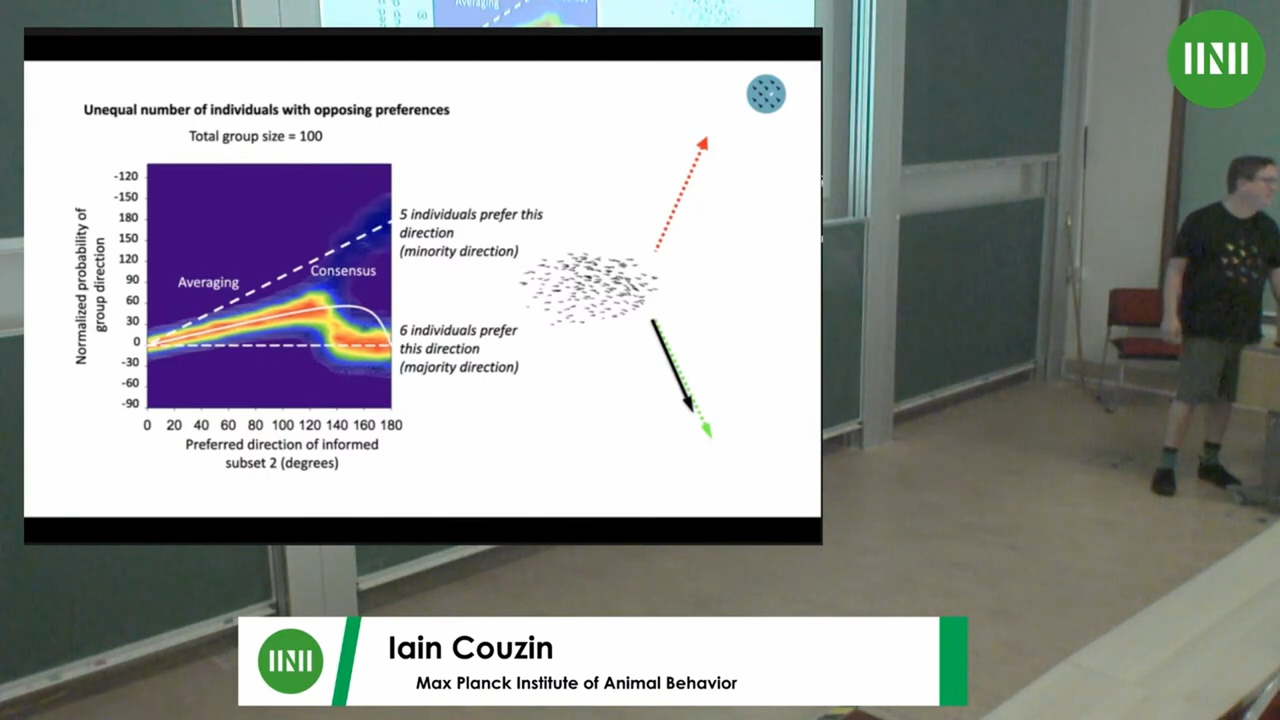 Averaging
IINII
Unequal number of individuals with opposing preferences
Total group size = 100
Normalized probability of
group direction
-120
-150
180
150
120
90
60
30
0
-30
-60
-90
Averaging
Consensus
5 individuals prefer this
direction
(minority direction)
6 individuals prefer
this direction
(majority direction)
0 20 40 60 80 100 120 140 160 180
Preferred direction of informed
subset 2 (degrees)
IINII
Iain Couzin
Max Planck Institute of Animal Behavior